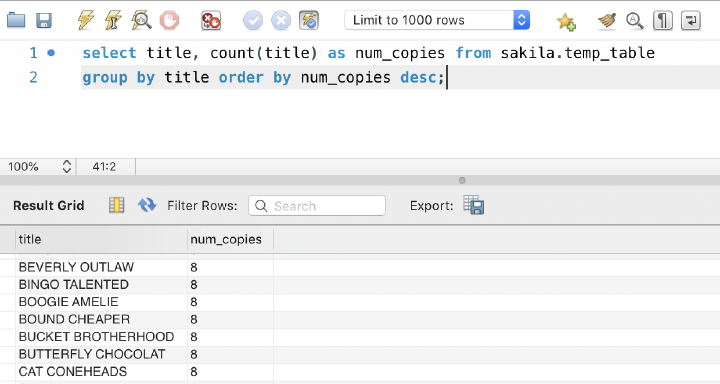 Limit to 1000 rows
1 select title, count(title) as num_copies from sakila.temp_table
2 group by title order by num_copies desc;
100% 41:2
Result Grid Filter Rows: Search Export:
title num_copies
BEVERLY OUTLAW 8
BINGO TALENTED 8
BOOGIE AMELIE 8
BOUND CHEAPER 8
BUCKET BROTHERHOOD 8
BUTTERFLY CHOCOLAT 8
CAT CONEHEADS 8